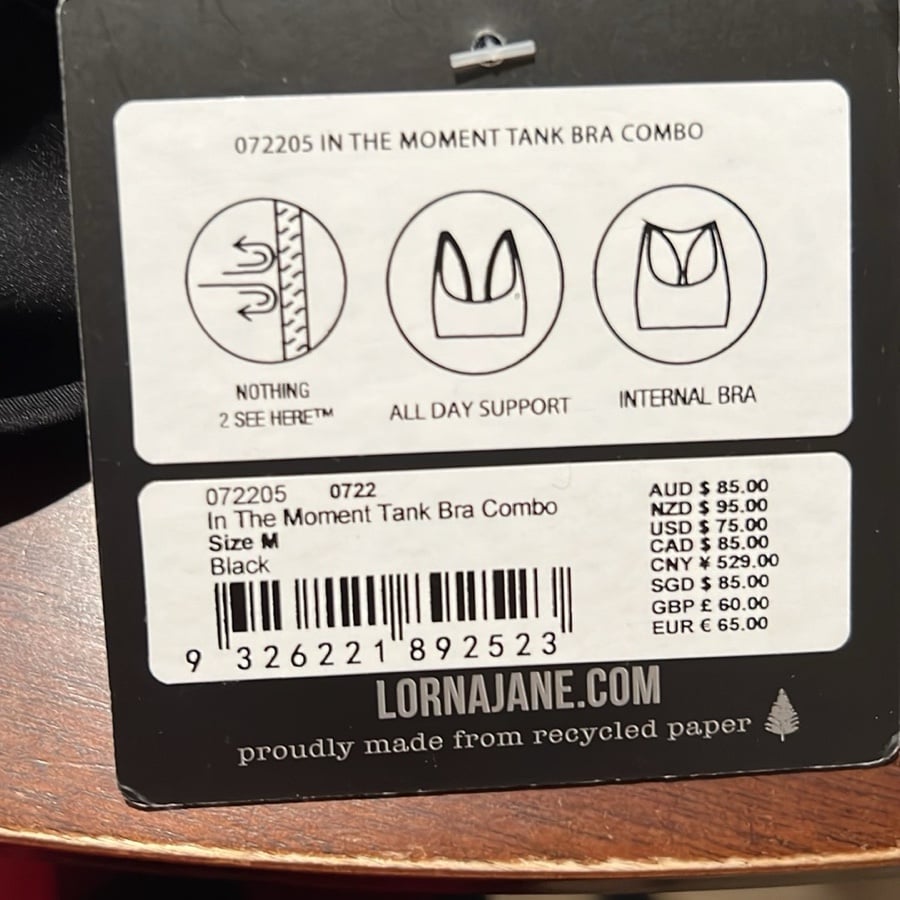 072205 IN THE MOMENT TANK BRA COMBO
NOTHING
2 SEE HERE™
ALL DAY SUPPORT
INTERNAL BRA
072205 0722
In The Moment Tank Bra Combo
Size M
Black
9 326221 892523
AUD $ 85.00
NZD $ 95.00
USD $ 75.00
CAD $ 85.00
CNY ¥ 529.00
SGD $ 85.00
GBP £ 60.00
EUR € 65.00
LORNAJANE.COM
proudly made from recycled paper